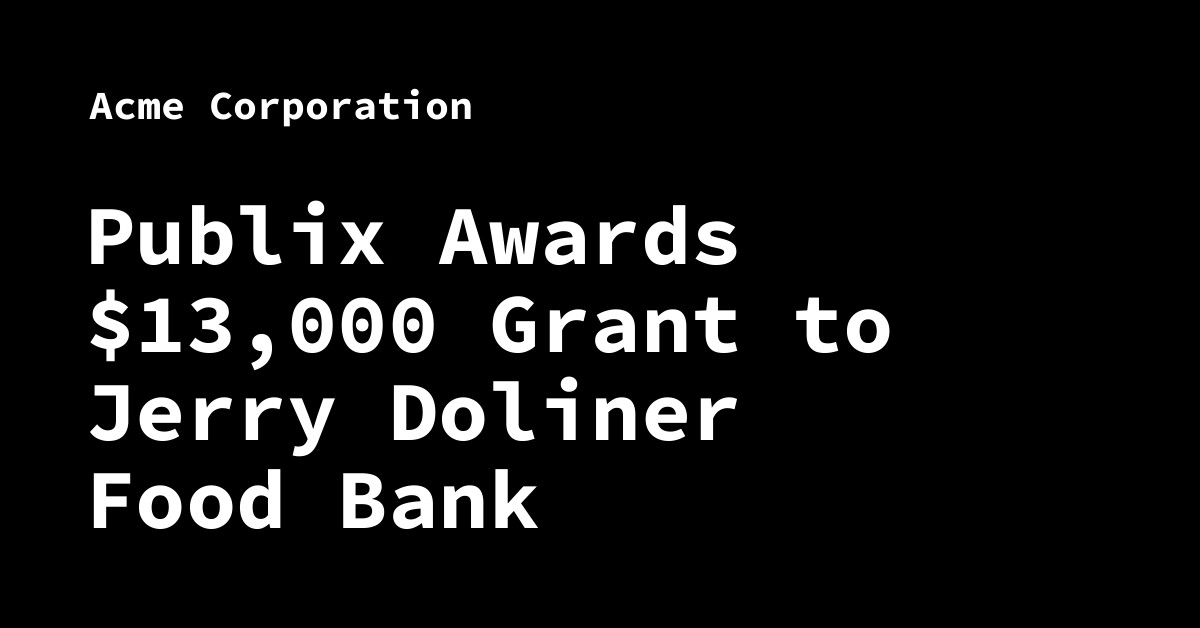 Acme Corporation
Publix Awards
$13,000 Grant to
Jerry Doliner
Food Bank